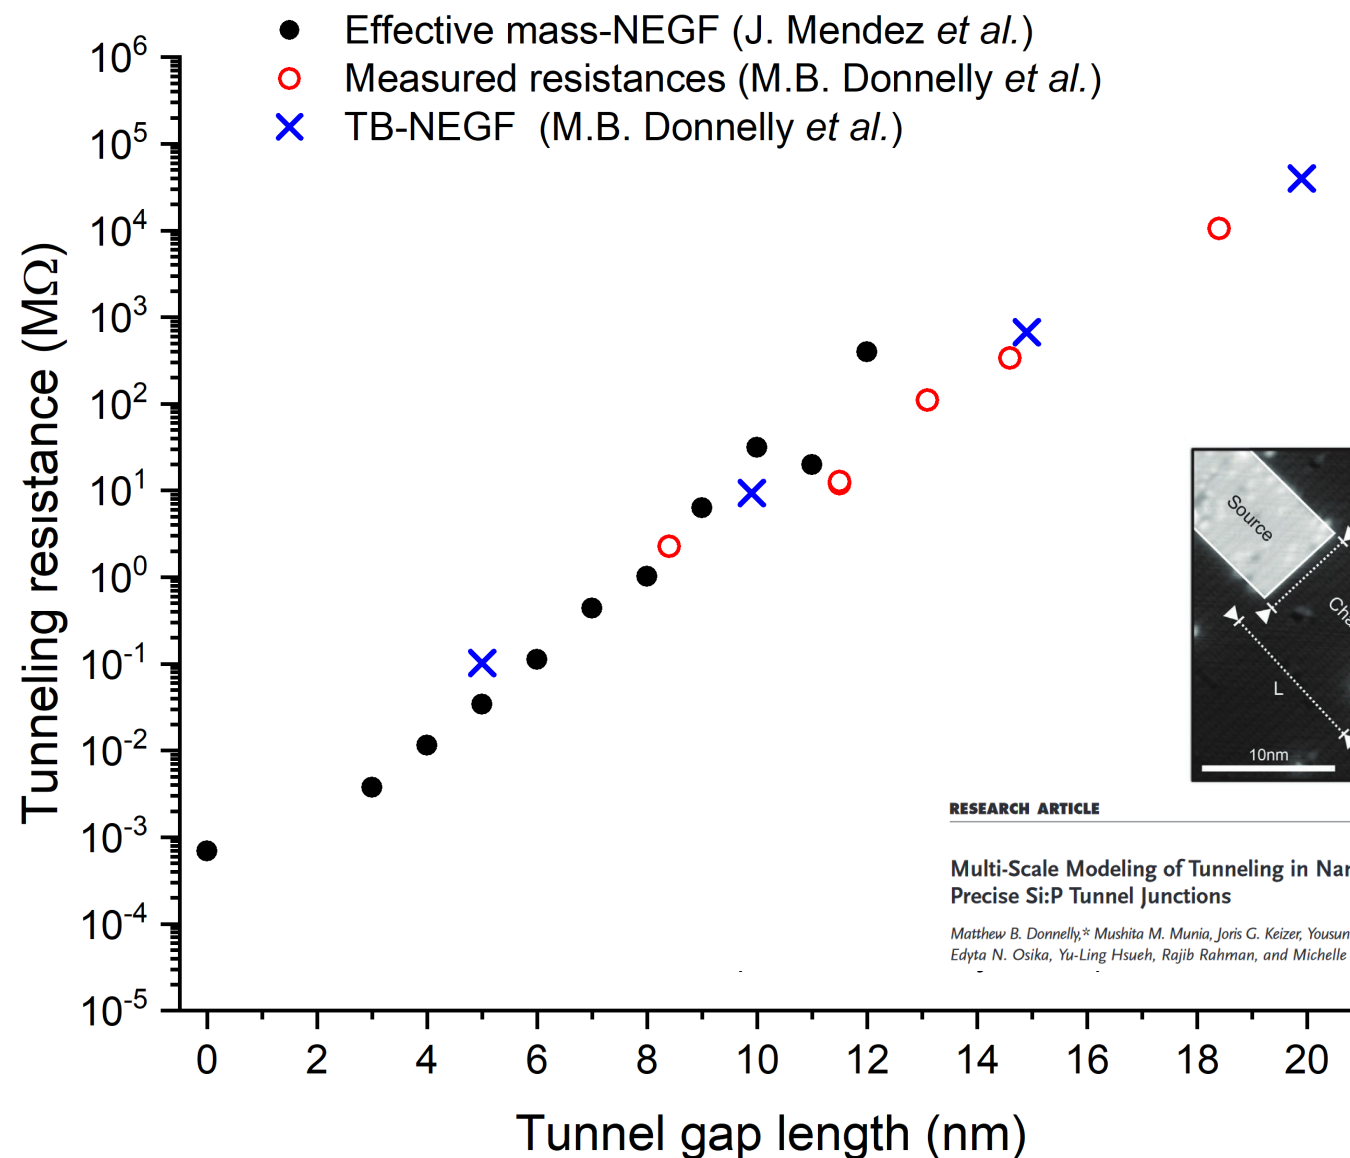 Effective mass-NEGF (J. Mendez et al.)
Measured resistances (M.B. Donnelly et al.)
TB-NEGF (M.B. Donnelly et al.)
Tunneling resistance (MΩ)
10^6
10^5
10^4
10^3
10^2
10^1
10^0
10^-1
10^-2
10^-3
10^-4
10^-5
0 2 4 6 8 10 12 14 16 18 20
Tunnel gap length (nm)
Source
L
10nm
RESEARCH ARTICLE
Multi-Scale Modeling of Tunneling in
Precise Si:P Tunnel Junctions
Matthew B. Donnelly,* Mushita M. Munia, Joris G. Keizer,
Edyta N. Osika, Yu-Ling Hsueh, Rajib Rahman, and Michelle